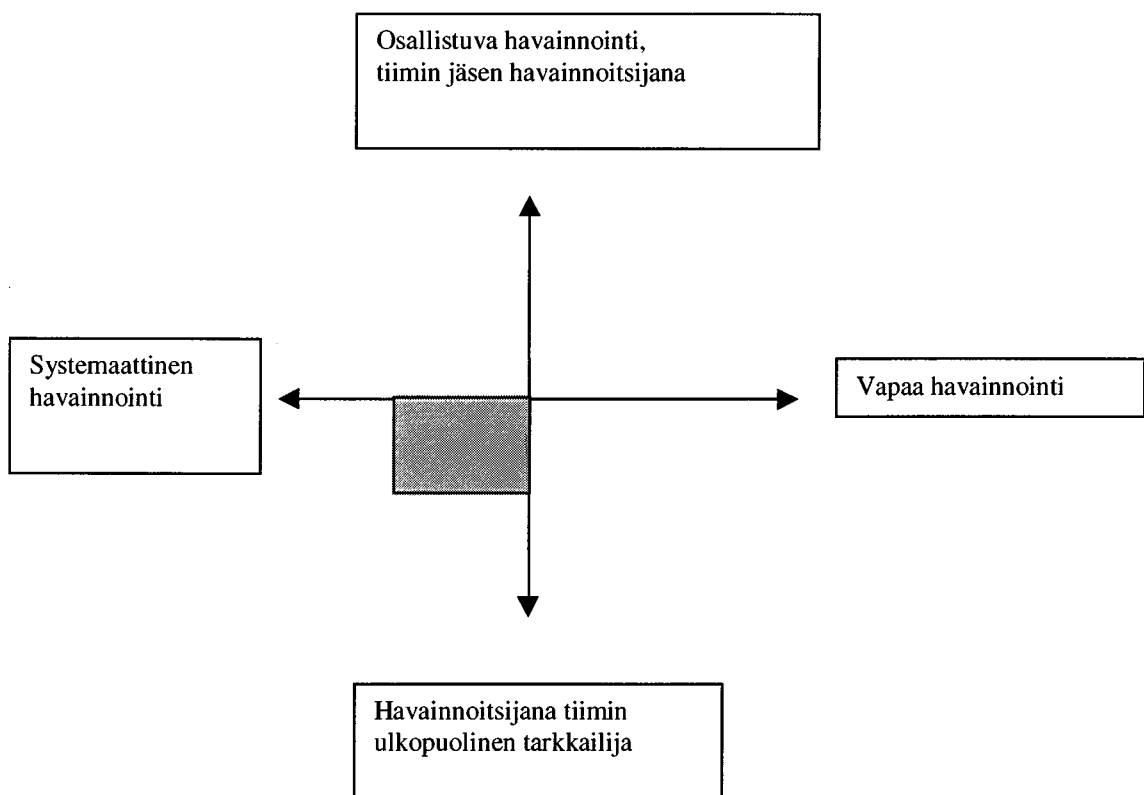 Osallistuva havainnointi,
tiimin jäsen havainnoitsijana
Systemaattinen
havainnointi
Vapaa havainnointi
Havainnoitsijana tiimin
ulkopuolinen tarkkailija